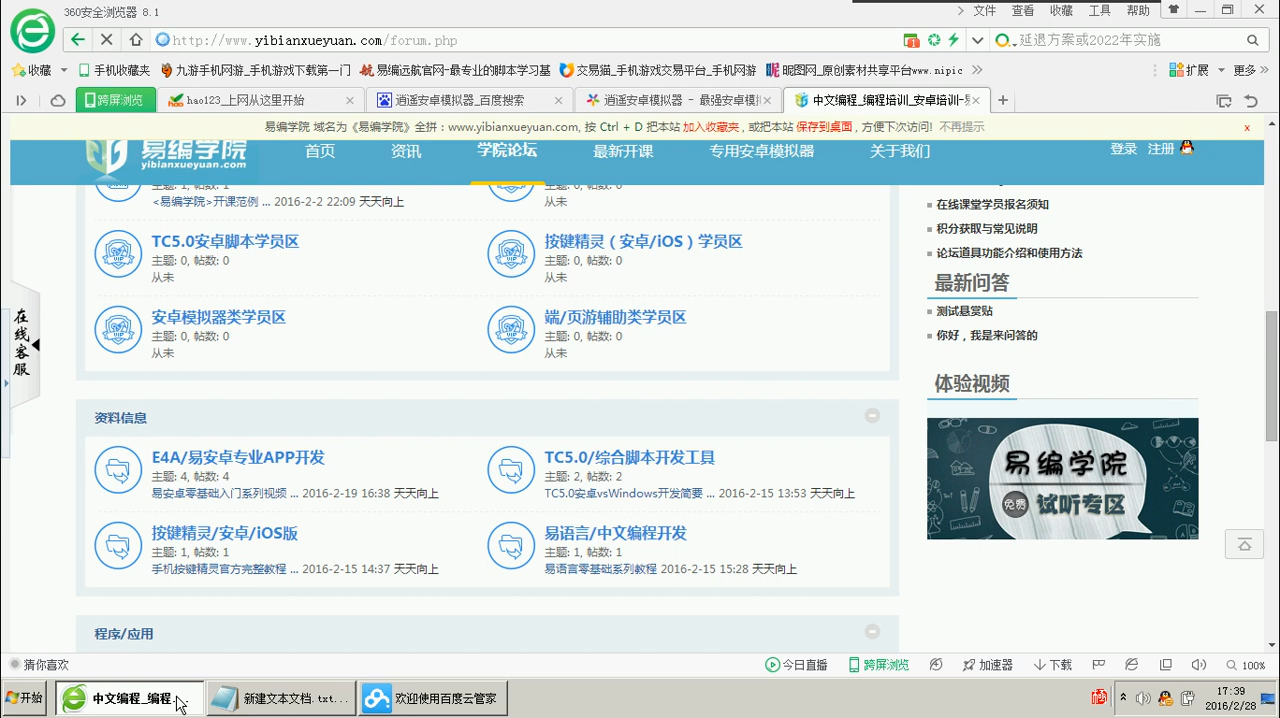 360安全浏览器 8.1
文件 查看 收藏 工具 帮助
http://www.yibianxueyuan.com/forum.php
延退方案或2022年实施
收藏 手机收藏夹 九游手机网游_手机游戏下载第一门 易编远航官网-最专业的脚本学习基 交易猫_手机游戏交易平台_手机网游 昵图网_原创素材共享平台www.nipic 扩展 更多
跨屏浏览 hao123_上网从这里开始 逍遥安卓模拟器_百度搜索 逍遥安卓模拟器 - 最强安卓模拟 中文编程_编程培训_安卓培训-易
易编学院 域名为《易编学院》全拼：www.yibianxueyuan.com, 按 Ctrl + D 把本站 加入收藏夹 , 或把本站 保存到桌面 , 方便下次访问! 不再提示 x
易编学院
yibianxueyuan.com
首页 资讯 学院论坛 最新开课 专用安卓模拟器 关于我们 登录 注册
主题: 1, 帖数: 1
<易编学院>开课范例 ... 2016-2-2 22:09 天天向上
主题: 0, 帖数: 0
从未
TC5.0安卓脚本学员区
主题: 0, 帖数: 0
从未
按键精灵（安卓/iOS）学员区
主题: 0, 帖数: 0
从未
安卓模拟器类学员区
主题: 0, 帖数: 0
从未
端/页游辅助类学员区
主题: 0, 帖数: 0
从未
资料信息
E4A/易安卓专业APP开发
主题: 4, 帖数: 4
易安卓零基础入门系列视频 ... 2016-2-19 16:38 天天向上
TC5.0/综合脚本开发工具
主题: 2, 帖数: 2
TC5.0安卓vsWindows开发简要 ... 2016-2-15 13:53 天天向上
按键精灵/安卓/iOS版
主题: 1, 帖数: 1
手机按键精灵官方完整教程 ... 2016-2-15 14:37 天天向上
易语言/中文编程开发
主题: 1, 帖数: 1
易语言零基础系列教程 2016-2-15 15:28 天天向上
程序/应用
在线课堂学员报名须知
积分获取与常见说明
论坛道具功能介绍和使用方法
最新问答
测试悬赏贴
你好，我是来问答的
体验视频
易编学院
免费 试听专区
在线客服
猜你喜欢 今日直播 跨屏浏览 加速器 下载 100%
开始 中文编程_编程 新建文本文档.txt... 欢迎使用百度云管家
17:39
2016/2/28